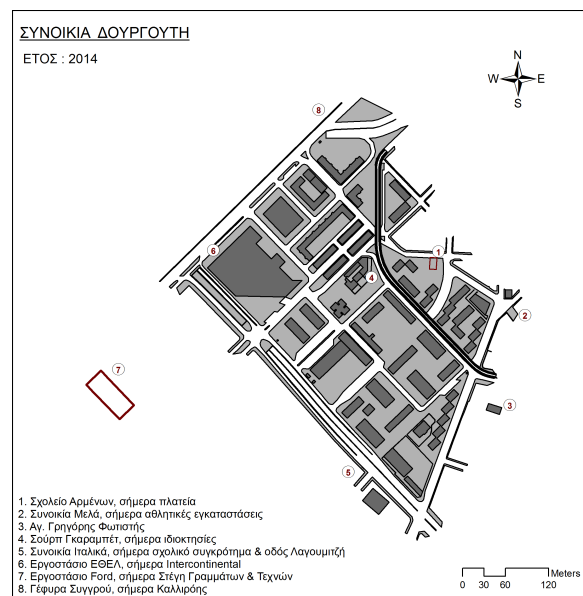 ΣΥΝΟΙΚΙΑ ΔΟΥΡΓΟΥΤΗ
ΕΤΟΣ : 2014
N
W E
S
8
1
6
4
2
7
3
5
1. Σχολείο Αρμένων, σήμερα πλατεία
2. Συνοικία Μελά, σήμερα αθλητικές εγκαταστάσεις
3. Αγ. Γρηγόρης Φωτιστής
4. Σούρπ Γκαραμπέτ, σήμερα ιδιοκτησίες
5. Συνοικία Ιταλικά, σήμερα σχολικό συγκρότημα & οδός Λαγουμιτζή
6. Εργοστάσιο ΕΘΕΛ, σήμερα Intercontinental
7. Εργοστάσιο Ford, σήμερα Στέγη Γραμμάτων & Τεχνών
8. Γέφυρα Συγγρού, σήμερα Καλλιρόης
Meters
0 30 60 120